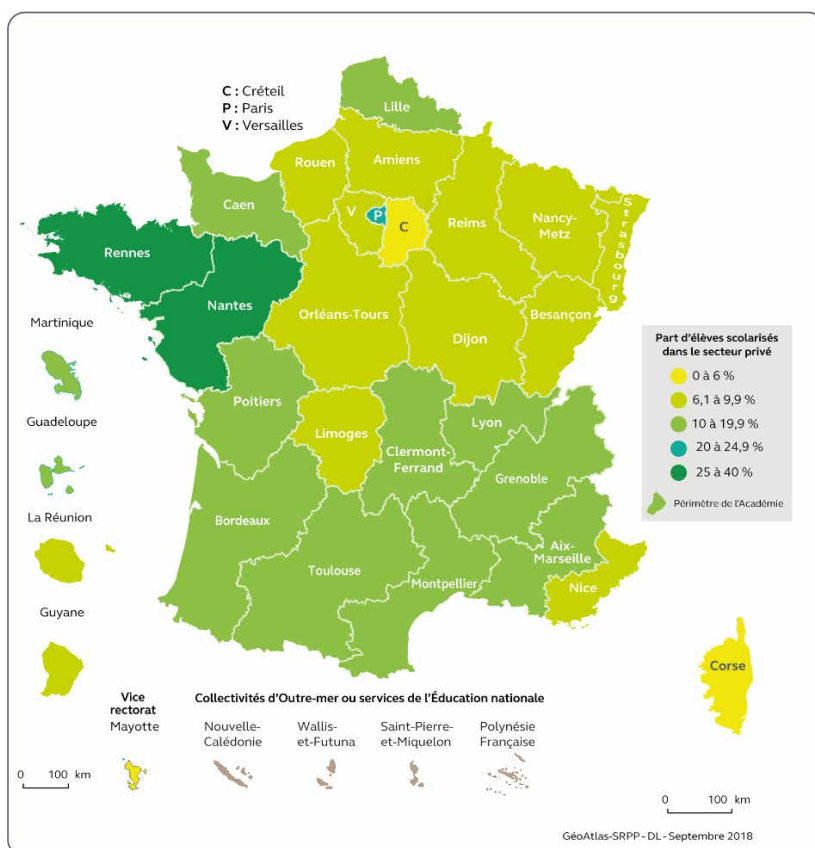 C : Créteil
P : Paris
V : Versailles
Lille
Rouen
Amiens
Caen
V
P
C
Reims
Nancy-
Metz
Strasbourg
Rennes
Nantes
Orléans-Tours
Dijon
Besançon
Poitiers
Limoges
Clermont-
Ferrand
Lyon
Grenoble
Bordeaux
Toulouse
Montpellier
Aix-
Marseille
Nice
Corse
Martinique
Guadeloupe
La Réunion
Guyane
Part d'élèves scolarisés
dans le secteur privé
0 à 6 %
6,1 à 9,9 %
10 à 19,9 %
20 à 24,9 %
25 à 40 %
Périmètre de l'Académie
Vice
rectorat
Mayotte
Collectivités d'Outre-mer ou services de l'Éducation nationale
Nouvelle-
Calédonie
Wallis-
et-Futuna
Saint-Pierre-
et-Miquelon
Polynésie
Française
0 100 km
0 100 km
GéoAtlas-SRPP-DL-Septembre 2018